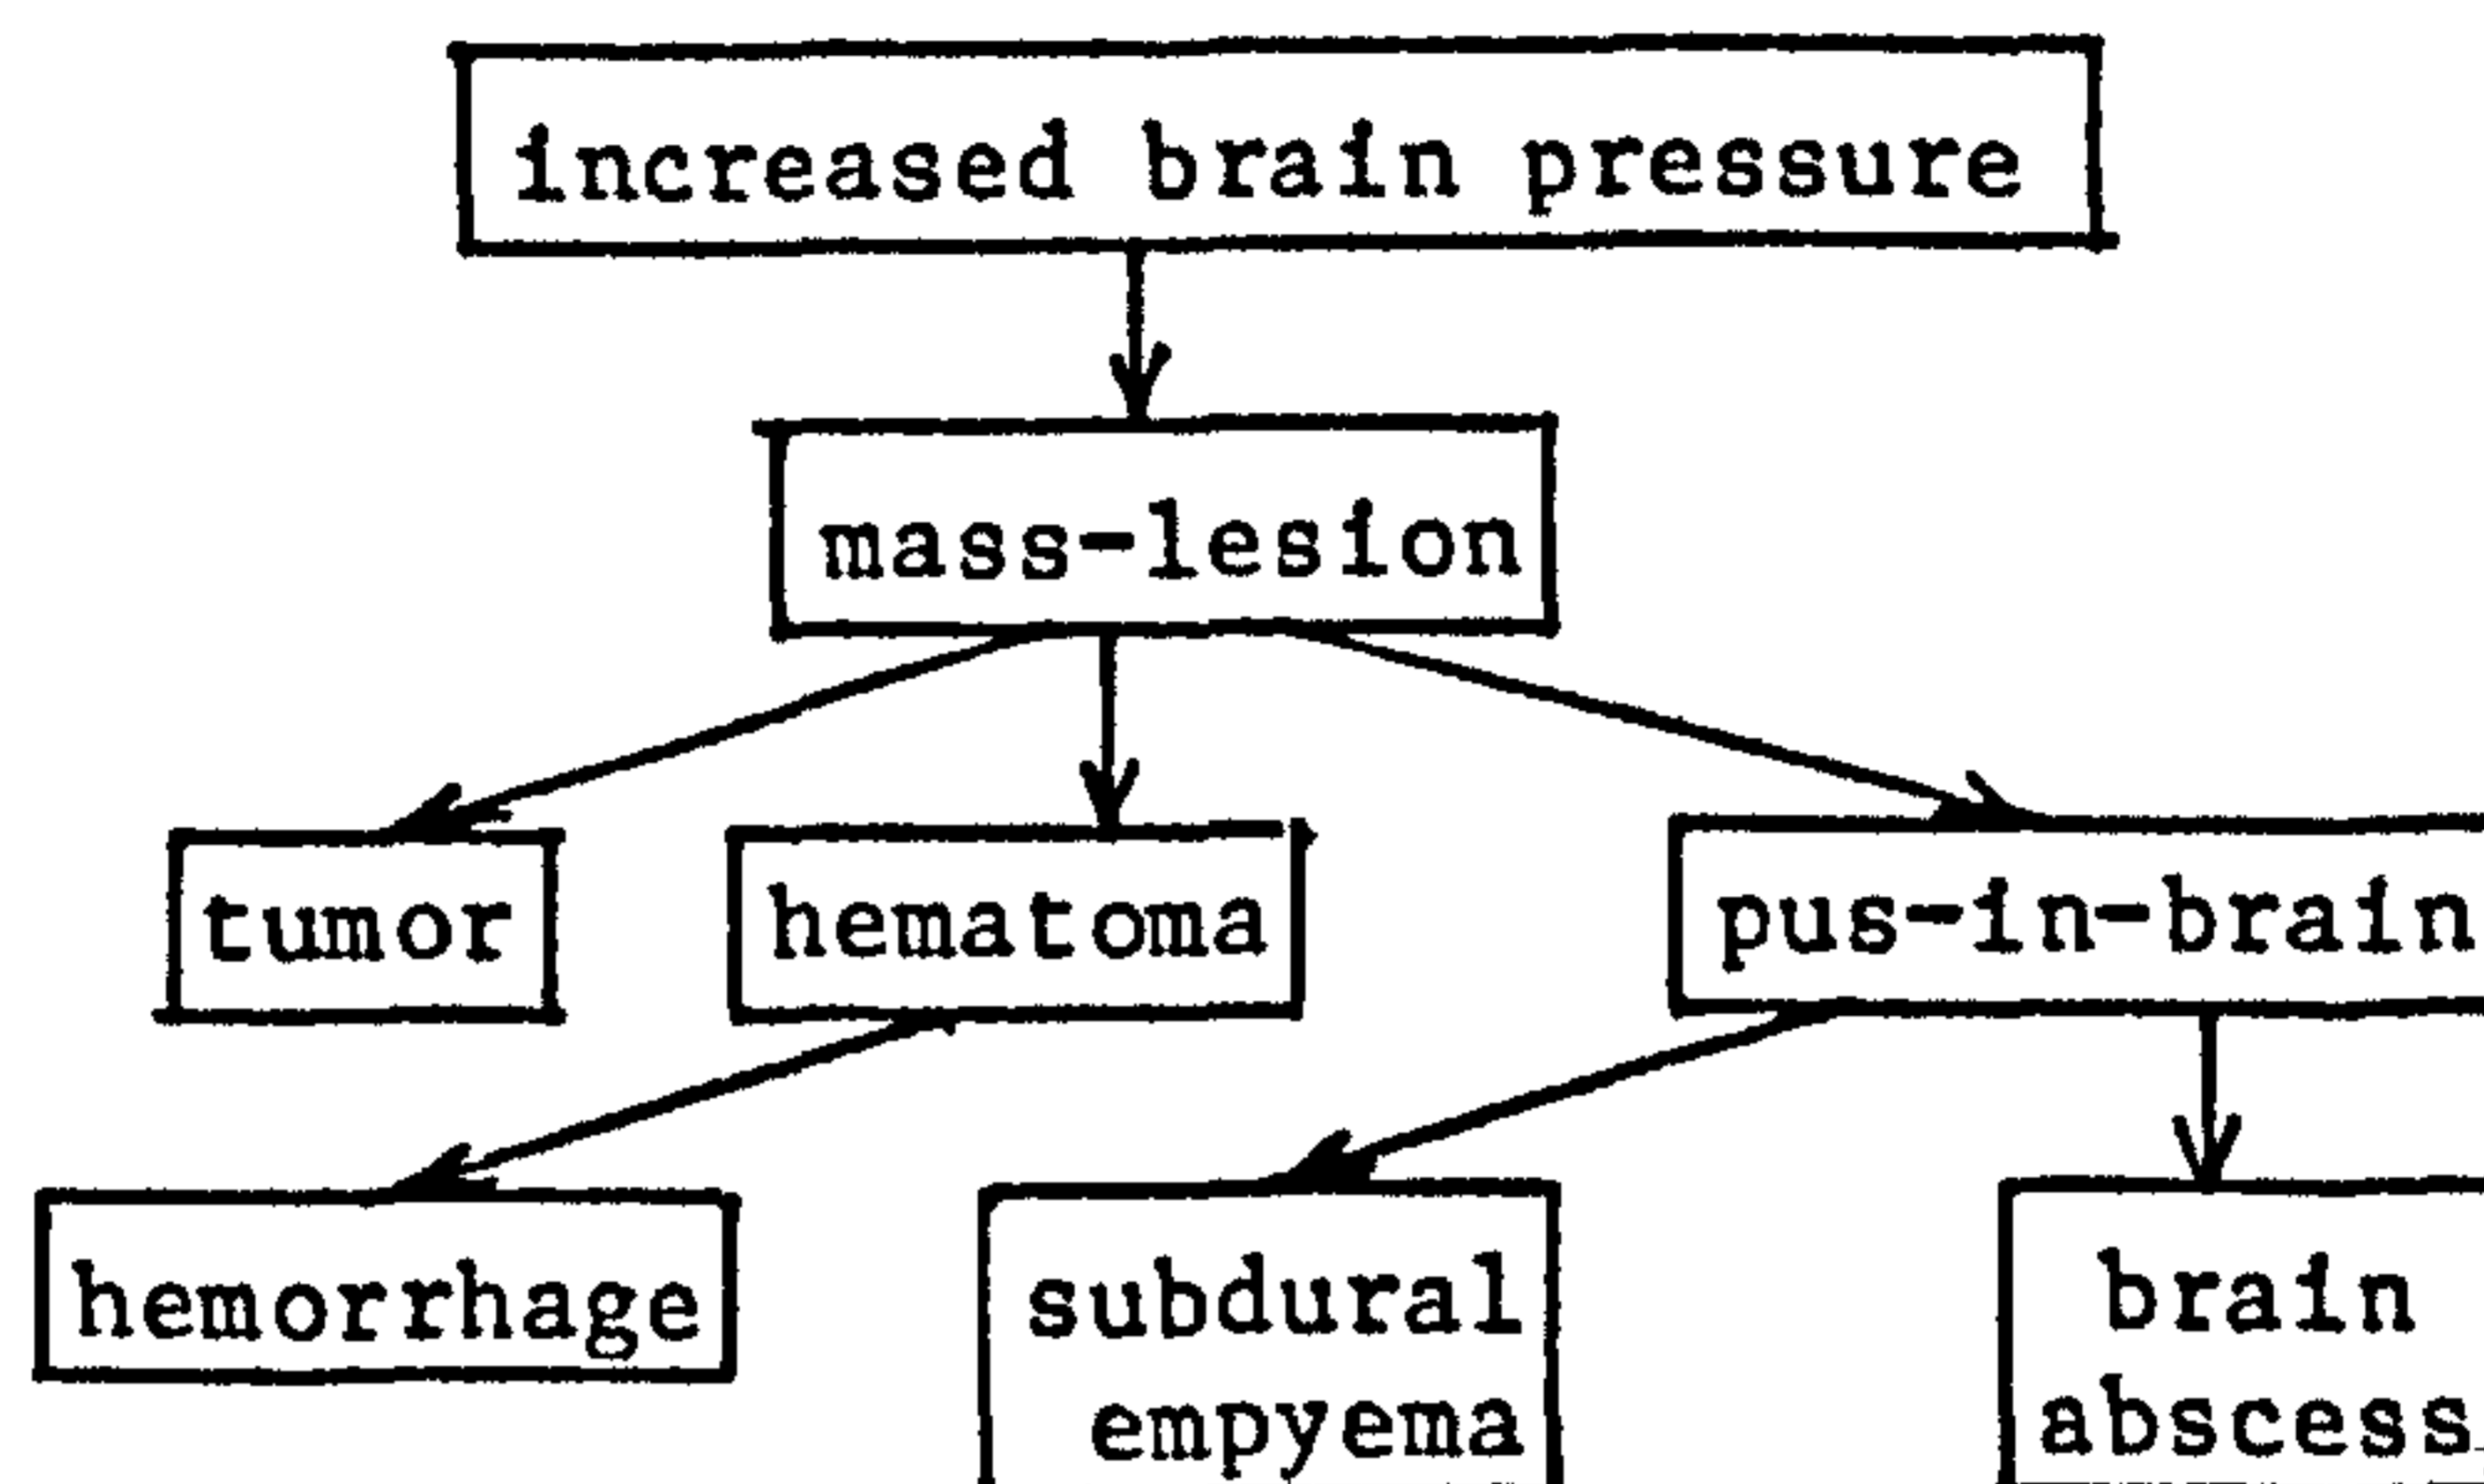 increased brain pressure
mass-lesion
tumor
hematoma
pus-in-brain
hemorrhage
subdural
empyema
brain
abscess